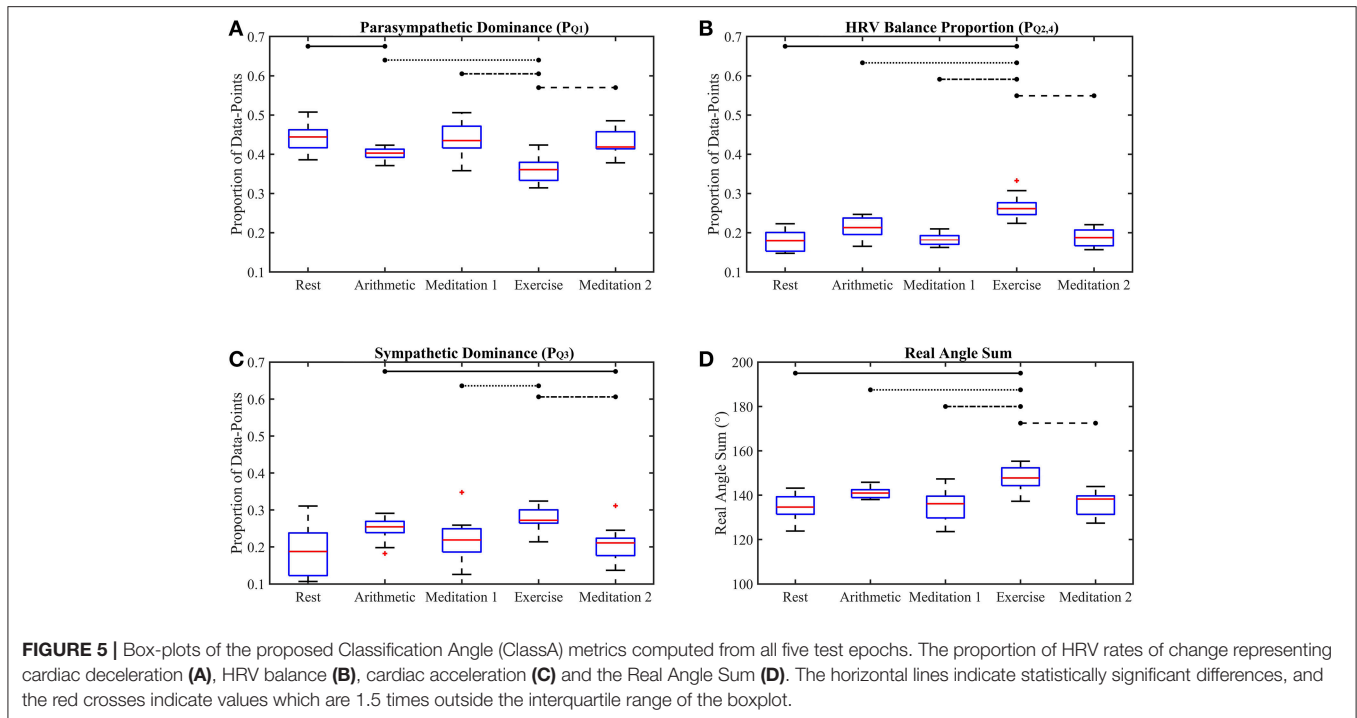 A
Parasympathetic Dominance (PQ1)
Proportion of Data-Points
0.7
0.6
0.5
0.4
0.3
0.2
0.1
Rest Arithmetic Meditation 1 Exercise Meditation 2
B
HRV Balance Proportion (PQ2,4)
Proportion of Data-Points
0.7
0.6
0.5
0.4
0.3
0.2
0.1
Rest Arithmetic Meditation 1 Exercise Meditation 2
C
Sympathetic Dominance (PQ3)
Proportion of Data-Points
0.7
0.6
0.5
0.4
0.3
0.2
0.1
Rest Arithmetic Meditation 1 Exercise Meditation 2
D
Real Angle Sum
Real Angle Sum (°)
200
180
160
140
120
100
Rest Arithmetic Meditation 1 Exercise Meditation 2
FIGURE 5 | Box-plots of the proposed Classification Angle (ClassA) metrics computed from all five test epochs. The proportion of HRV rates of change representing
cardiac deceleration (A), HRV balance (B), cardiac acceleration (C) and the Real Angle Sum (D). The horizontal lines indicate statistically significant differences, and
the red crosses indicate values which are 1.5 times outside the interquartile range of the boxplot.